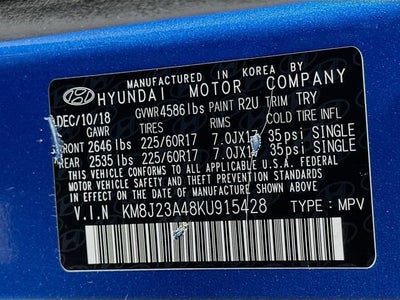 MANUFACTURED IN KOREA BY
HYUNDAI MOTOR COMPANY
DEC/10/18 GVWR 4586 lbs PAINT R2U TRIM TRY
GAWR TIRES RIMS COLD TIRE INFL
FRONT 2646 lbs 225/60R17 7.0JX17 35psi SINGLE
REAR 2535 lbs 225/60R17 7.0JX17 35psi SINGLE
THIS VEHICLE CONFORMS TO ALL APPLICABLE U.S.A. FEDERAL
MOTOR VEHICLE SAFETY BUMPER, AND THEFT PREVENTION STANDARDS
IN EFFECT ON THE DATE OF MANUFACTURE SHOWN ABOVE.
V.I.N KM8J23A48KU915428 TYPE: MPV